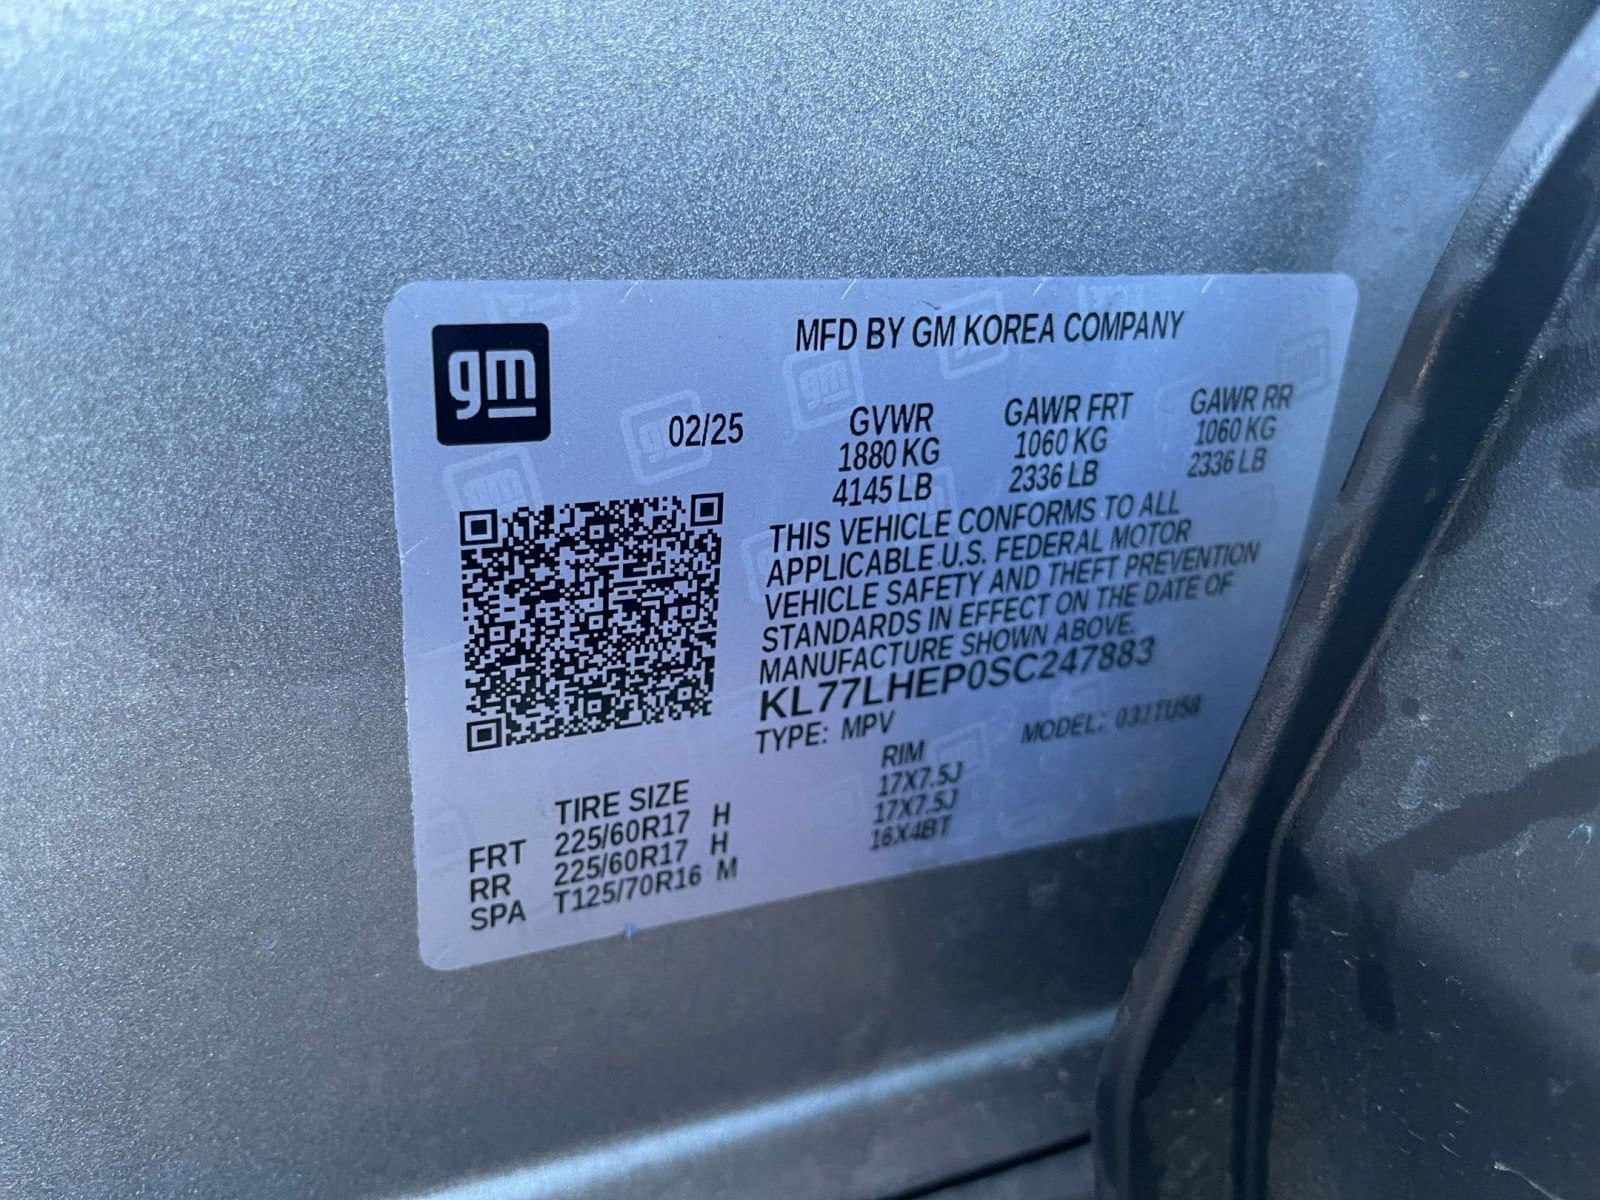 gm
MFD BY GM KOREA COMPANY
02/25
GVWR GAWR FRT GAWR RR
1880 KG 1060 KG 1060 KG
4145 LB 2336 LB 2336 LB
THIS VEHICLE CONFORMS TO ALL
APPLICABLE U.S. FEDERAL MOTOR
VEHICLE SAFETY AND THEFT PREVENTION
STANDARDS IN EFFECT ON THE DATE OF
MANUFACTURE SHOWN ABOVE.
KL77LHEP0SC247883
TYPE: MPV MODEL:
TIRE SIZE RIM
FRT 225/60R17 H 17X7.5J
RR 225/60R17 H 17X7.5J
SPA T125/70R16 M 16X4BT